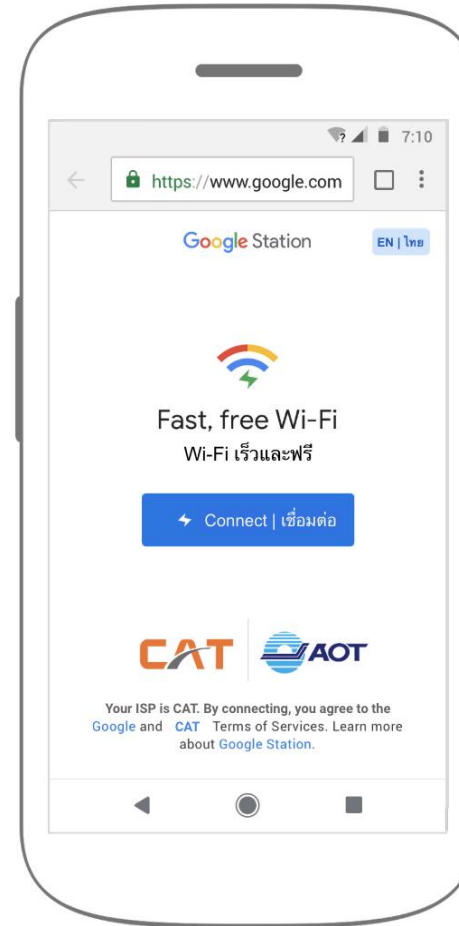 7:10
https://www.google.com
Google Station
EN | ไทย
Fast, free Wi-Fi
Wi-Fi เร็วและฟรี
Connect | เชื่อมต่อ
CAT AOT
Your ISP is CAT. By connecting, you agree to the
Google and CAT Terms of Services. Learn more
about Google Station.